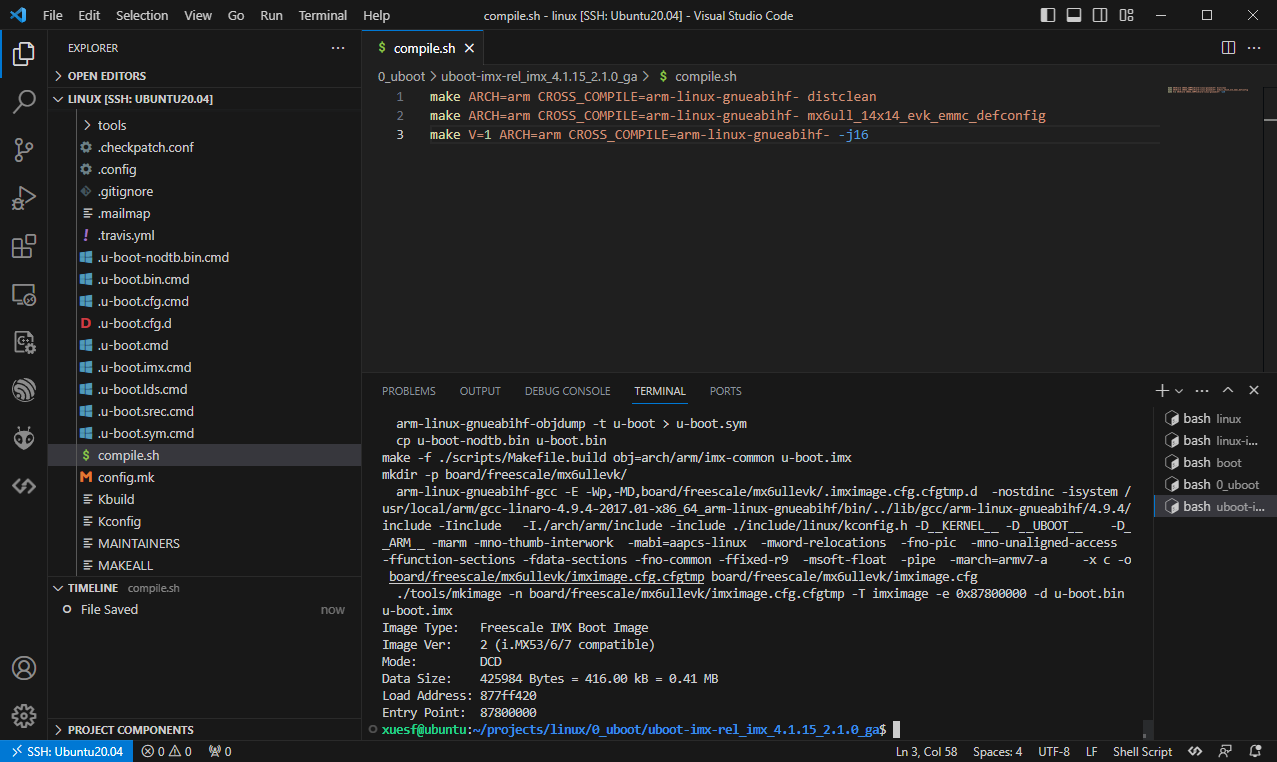 File Edit Selection View Go Run Terminal Help
compile.sh - linux [SSH: Ubuntu20.04] - Visual Studio Code
EXPLORER
OPEN EDITORS
LINUX [SSH: UBUNTU20.04]
tools
.checkpatch.conf
.config
.gitignore
.mailmap
.travis.yml
.u-boot-nodtb.bin.cmd
.u-boot.bin.cmd
.u-boot.cfg.cmd
.u-boot.cfg.d
.u-boot.cmd
.u-boot.imx.cmd
.u-boot.lds.cmd
.u-boot.srec.cmd
.u-boot.sym.cmd
compile.sh
config.mk
Kbuild
Kconfig
MAINTAINERS
MAKEALL
TIMELINE compile.sh
File Saved now
PROJECT COMPONENTS
compile.sh
0_uboot > uboot-imx-rel_imx_4.1.15_2.1.0_ga > $ compile.sh
1 make ARCH=arm CROSS_COMPILE=arm-linux-gnueabihf- distclean
2 make ARCH=arm CROSS_COMPILE=arm-linux-gnueabihf- mx6ull_14x14_evk_emmc_defconfig
3 make V=1 ARCH=arm CROSS_COMPILE=arm-linux-gnueabihf- -j16
PROBLEMS OUTPUT DEBUG CONSOLE TERMINAL PORTS
arm-linux-gnueabihf-objdump -t u-boot > u-boot.sym
cp u-boot-nodtb.bin u-boot.bin
make -f ./scripts/Makefile.build obj=arch/arm/imx-common u-boot.imx
mkdir -p board/freescale/mx6ullevk/
arm-linux-gnueabihf-gcc -E -Wp,-MD,board/freescale/mx6ullevk/.imximage.cfg.cfgtmp.d -nostdinc -isystem /
usr/local/arm/gcc-linaro-4.9.4-2017.01-x86_64_arm-linux-gnueabihf/bin/../lib/gcc/arm-linux-gnueabihf/4.9.4/
include -Iinclude -I./arch/arm/include -include ./include/linux/kconfig.h -D__KERNEL__ -D__UBOOT__ -D_
_ARM__ -marm -mno-thumb-interwork -mabi=aapcs-linux -mword-relocations -fno-pic -mno-unaligned-access
-ffunction-sections -fdata-sections -fno-common -ffixed-r9 -msoft-float -pipe -march=armv7-a -x c -o
board/freescale/mx6ullevk/imximage.cfg.cfgtmp board/freescale/mx6ullevk/imximage.cfg
./tools/mkimage -n board/freescale/mx6ullevk/imximage.cfg.cfgtmp -T imximage -e 0x87800000 -d u-boot.bin
u-boot.imx
Image Type: Freescale IMX Boot Image
Image Ver: 2 (i.MX53/6/7 compatible)
Mode: DCD
Data Size: 425984 Bytes = 416.00 kB = 0.41 MB
Load Address: 877ff420
Entry Point: 87800000
xuesf@ubuntu:~/projects/linux/0_uboot/uboot-imx-rel_imx_4.1.15_2.1.0_ga$
bash linux
bash linux-i...
bash boot
bash 0_uboot
bash uboot-i...
SSH: Ubuntu20.04 0 0 0 Ln 3, Col 58 Spaces: 4 UTF-8 LF Shell Script